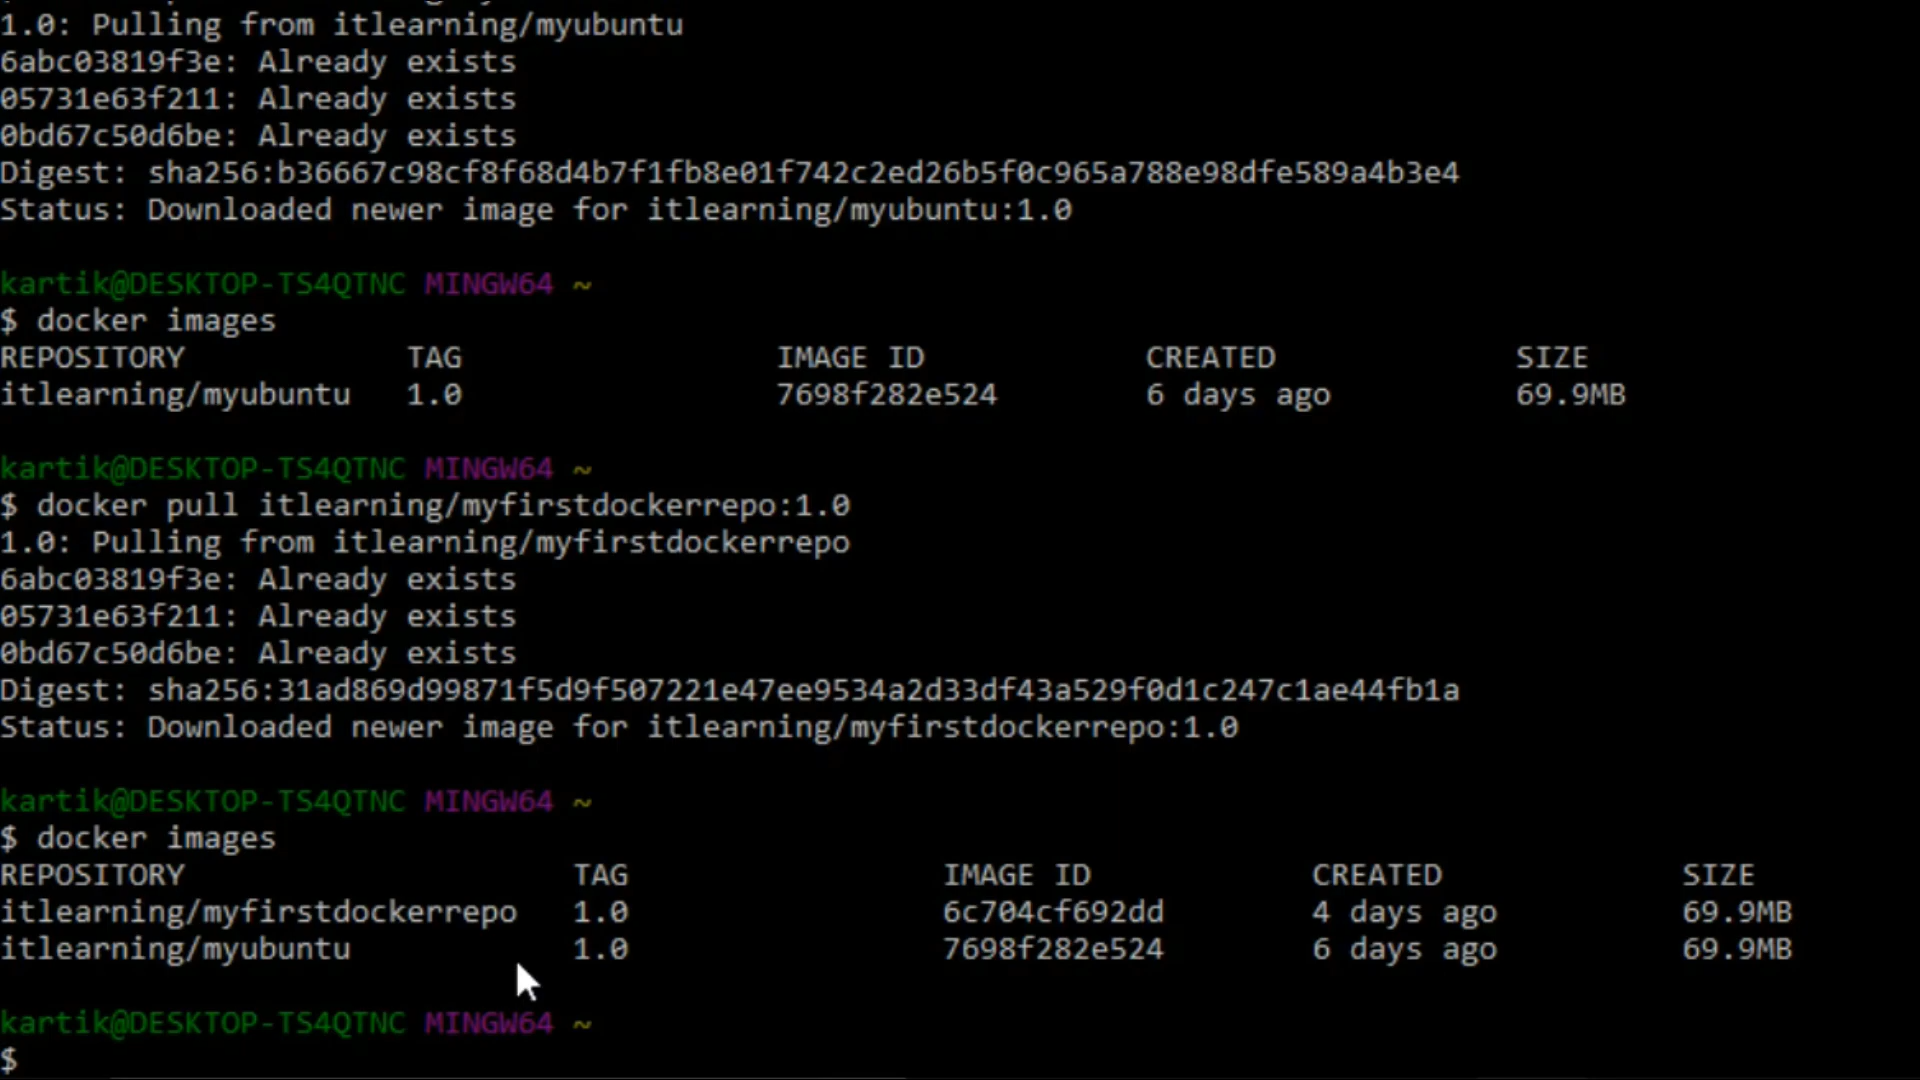 1.0: Pulling from itlearning/myubuntu
6abc03819f3e: Already exists
05731e63f211: Already exists
0bd67c50d6be: Already exists
Digest: sha256:b36667c98cf8f68d4b7f1fb8e01f742c2ed26b5f0c965a788e98dfe589a4b3e4
Status: Downloaded newer image for itlearning/myubuntu:1.0
kartik@DESKTOP-TS4QTNC MINGW64 ~
$ docker images
REPOSITORY TAG IMAGE ID CREATED SIZE
itlearning/myubuntu 1.0 7698f282e524 6 days ago 69.9MB
kartik@DESKTOP-TS4QTNC MINGW64 ~
$ docker pull itlearning/myfirstdockerrepo:1.0
1.0: Pulling from itlearning/myfirstdockerrepo
6abc03819f3e: Already exists
05731e63f211: Already exists
0bd67c50d6be: Already exists
Digest: sha256:31ad869d99871f5d9f507221e47ee9534a2d33df43a529f0d1c247c1ae44fb1a
Status: Downloaded newer image for itlearning/myfirstdockerrepo:1.0
kartik@DESKTOP-TS4QTNC MINGW64 ~
$ docker images
REPOSITORY TAG IMAGE ID CREATED SIZE
itlearning/myfirstdockerrepo 1.0 6c704cf692dd 4 days ago 69.9MB
itlearning/myubuntu 1.0 7698f282e524 6 days ago 69.9MB
kartik@DESKTOP-TS4QTNC MINGW64 ~
$